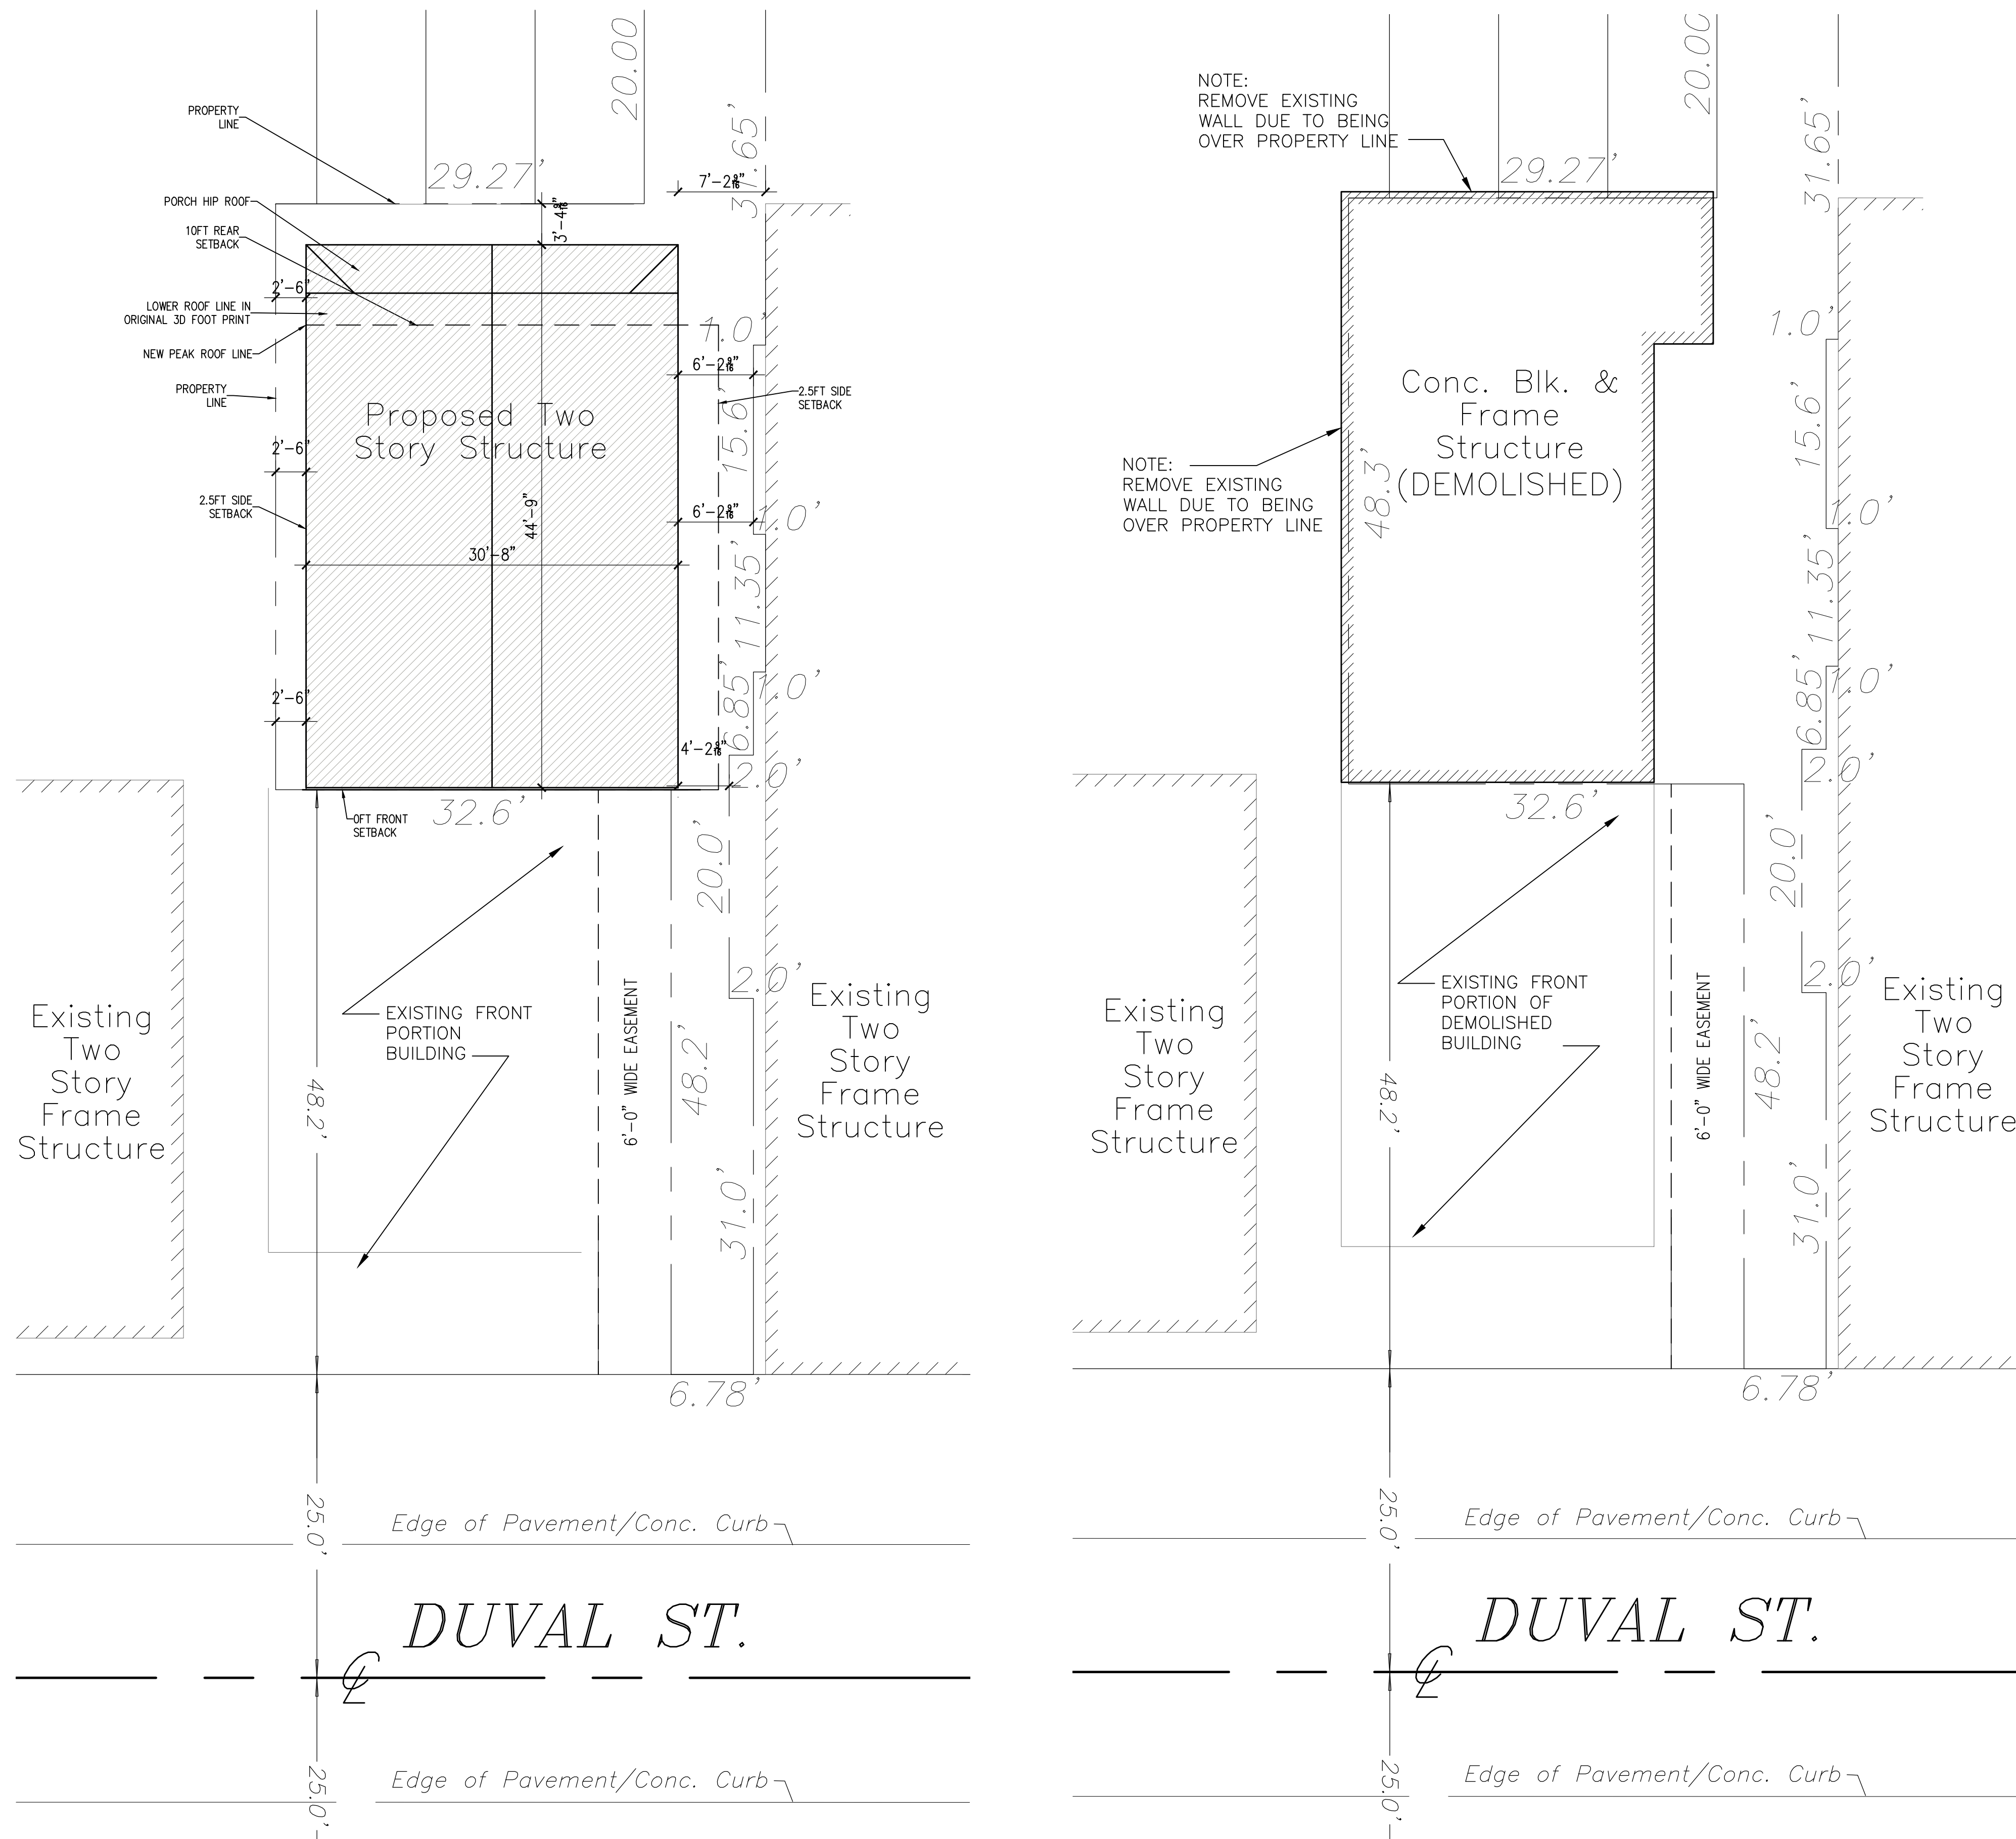 20.00
PROPERTY
LINE
31.65'
29.27'
PORCH HIP ROOF
3'-4
10FT REAR
SETBACK
2'-6"
LOWER ROOF LINE IN
ORIGINAL 3D FOOT PRINT
1.0'
NEW PEAK ROOF LINE
PROPERTY
LINE
2.5FT SIDE
SETBACK
Proposed Two
Story Structure
15.6'
2'-6"
2.5FT SIDE
SETBACK
44'-9"
1.0'
30'-8"
11.35'
2'-6"
6.85'
1.0'
2.0'
32.6'
0FT FRONT
SETBACK
20.0'
2.0'
Existing
Two
Story
Frame
Structure
EXISTING FRONT
PORTION
BUILDING
6'-0" WIDE EASEMENT
48.2'
48.2'
31.0'
Existing
Two
Story
Frame
Structure
6.78'
25.0'
Edge of Pavement/Conc. Curb
DUVAL ST.
CL
Edge of Pavement/Conc. Curb
25.0'
20.00
NOTE:
REMOVE EXISTING
WALL DUE TO BEING
OVER PROPERTY LINE
31.65'
29.27'
1.0'
Conc. Blk. &
Frame
Structure
(DEMOLISHED)
15.6'
48.3'
NOTE:
REMOVE EXISTING
WALL DUE TO BEING
OVER PROPERTY LINE
1.0'
11.35'
6.85'
1.0'
2.0'
32.6'
20.0'
2.0'
Existing
Two
Story
Frame
Structure
EXISTING FRONT
PORTION OF
DEMOLISHED
BUILDING
6'-0" WIDE EASEMENT
48.2'
48.2'
31.0'
Existing
Two
Story
Frame
Structure
6.78'
25.0'
Edge of Pavement/Conc. Curb
DUVAL ST.
CL
Edge of Pavement/Conc. Curb
25.0'